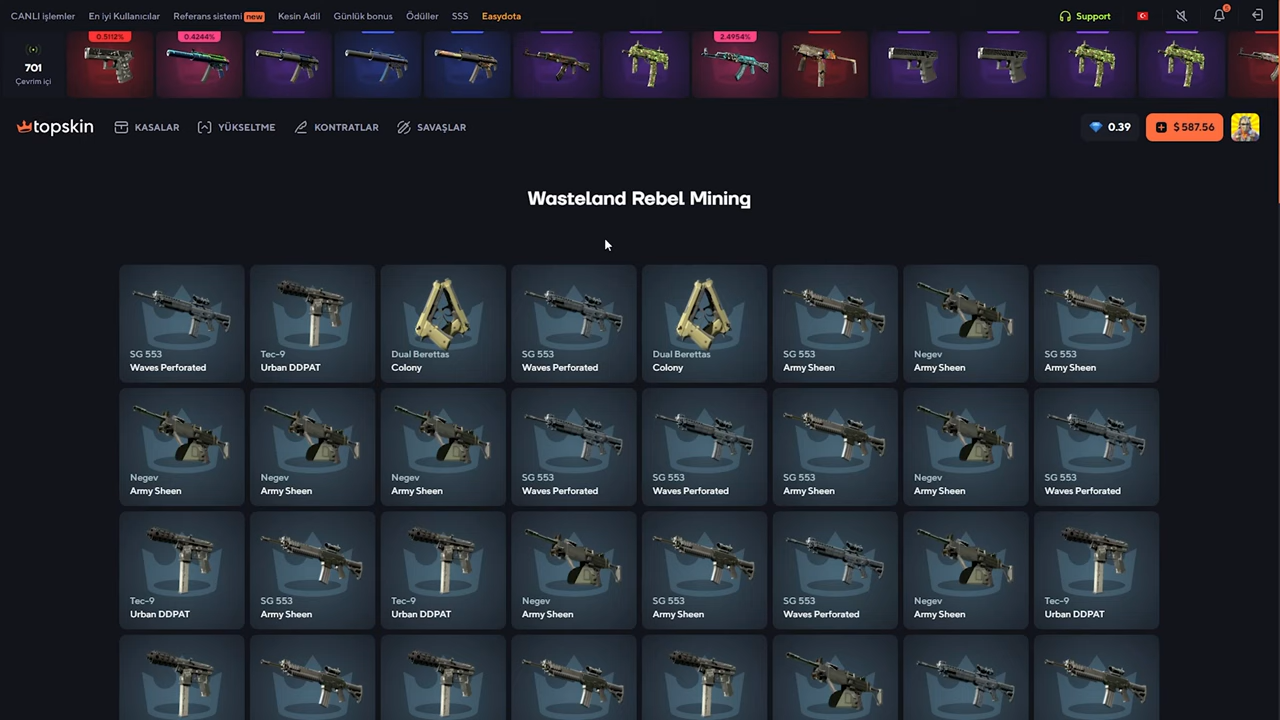 CANLI işlemler En iyi Kullanıcılar Referans sistemi new Kesin Adil Günlük bonus Ödüller SSS Easydota Support 5
701
Çevrim içi
0.5112% 0.4244% 2.4954%
topskin KASALAR YÜKSELTME KONTRATLAR SAVAŞLAR 0.39 $ 587.56
Wasteland Rebel Mining
SG 553 Tec-9 Dual Berettas SG 553 Dual Berettas SG 553 Negev SG 553
Waves Perforated Urban DDPAT Colony Waves Perforated Colony Army Sheen Army Sheen Army Sheen
Negev Negev Negev SG 553 SG 553 SG 553 Negev SG 553
Army Sheen Army Sheen Army Sheen Waves Perforated Waves Perforated Army Sheen Army Sheen Waves Perforated
Tec-9 SG 553 Tec-9 Negev SG 553 SG 553 Negev Tec-9
Urban DDPAT Army Sheen Urban DDPAT Army Sheen Army Sheen Waves Perforated Army Sheen Urban DDPAT